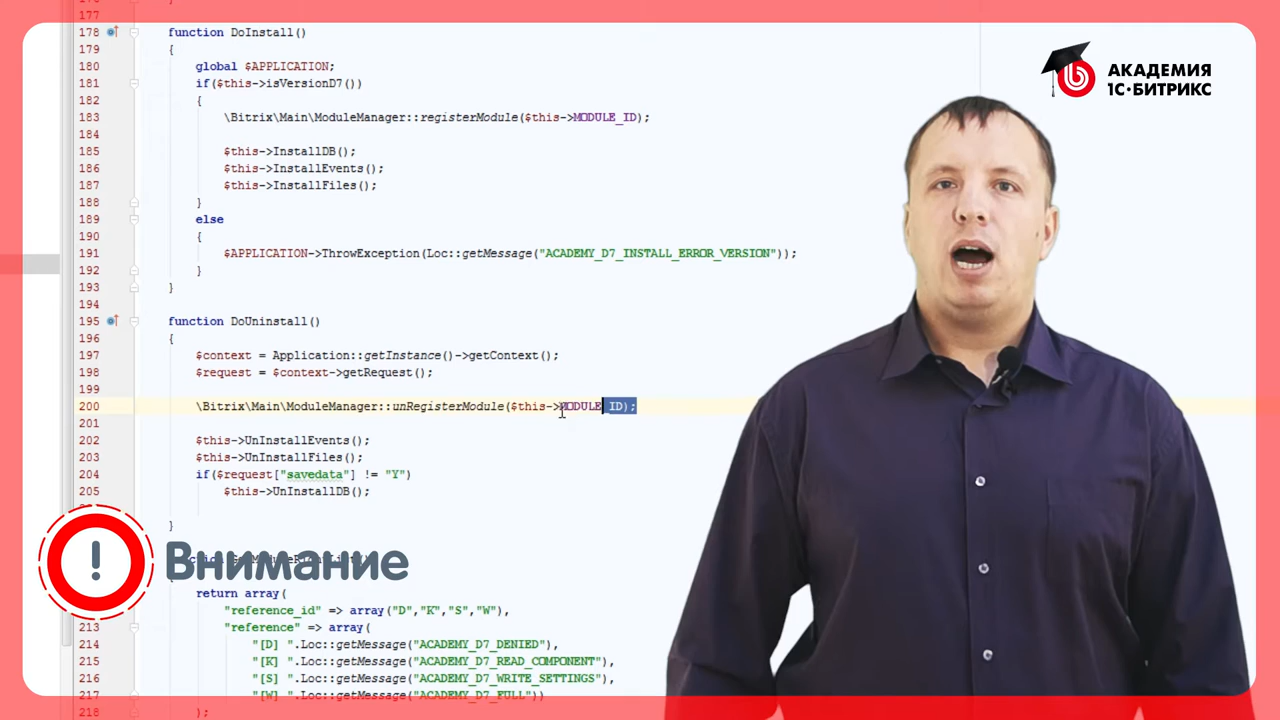 177
178 function DoInstall()
179 {
180 global $APPLICATION;
181 if($this->isVersionD7())
182 {
183 \Bitrix\Main\ModuleManager::registerModule($this->MODULE_ID);
184
185 $this->InstallDB();
186 $this->InstallEvents();
187 $this->InstallFiles();
188 }
189 else
190 {
191 $APPLICATION->ThrowException(Loc::getMessage("ACADEMY_D7_INSTALL_ERROR_VERSION"));
192 }
193 }
194
195 function DoUninstall()
196 {
197 $context = Application::getInstance()->getContext();
198 $request = $context->getRequest();
199
200 \Bitrix\Main\ModuleManager::unRegisterModule($this->MODULE_ID);
201
202 $this->UnInstallEvents();
203 $this->UnInstallFiles();
204 if($request["savedata"] != "Y")
205 $this->UnInstallDB();
}
return array(
"reference_id" => array("D","K","S","W"),
213 "reference" => array(
214 "[D] ".Loc::getMessage("ACADEMY_D7_DENIED"),
215 "[K] ".Loc::getMessage("ACADEMY_D7_READ_COMPONENT"),
216 "[S] ".Loc::getMessage("ACADEMY_D7_WRITE_SETTINGS"),
217 "[W] ".Loc::getMessage("ACADEMY_D7_FULL"))
218 );
! Внимание
АКАДЕМИЯ
1С·БИТРИКС